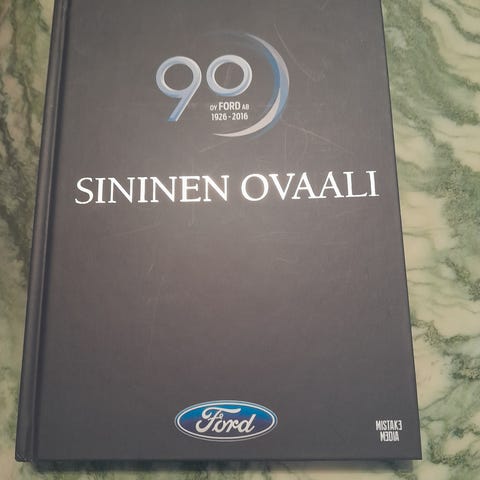 90
OY FORD AB
1926 - 2016
SININEN OVAALI
Ford
MISTAKE
MEDIA